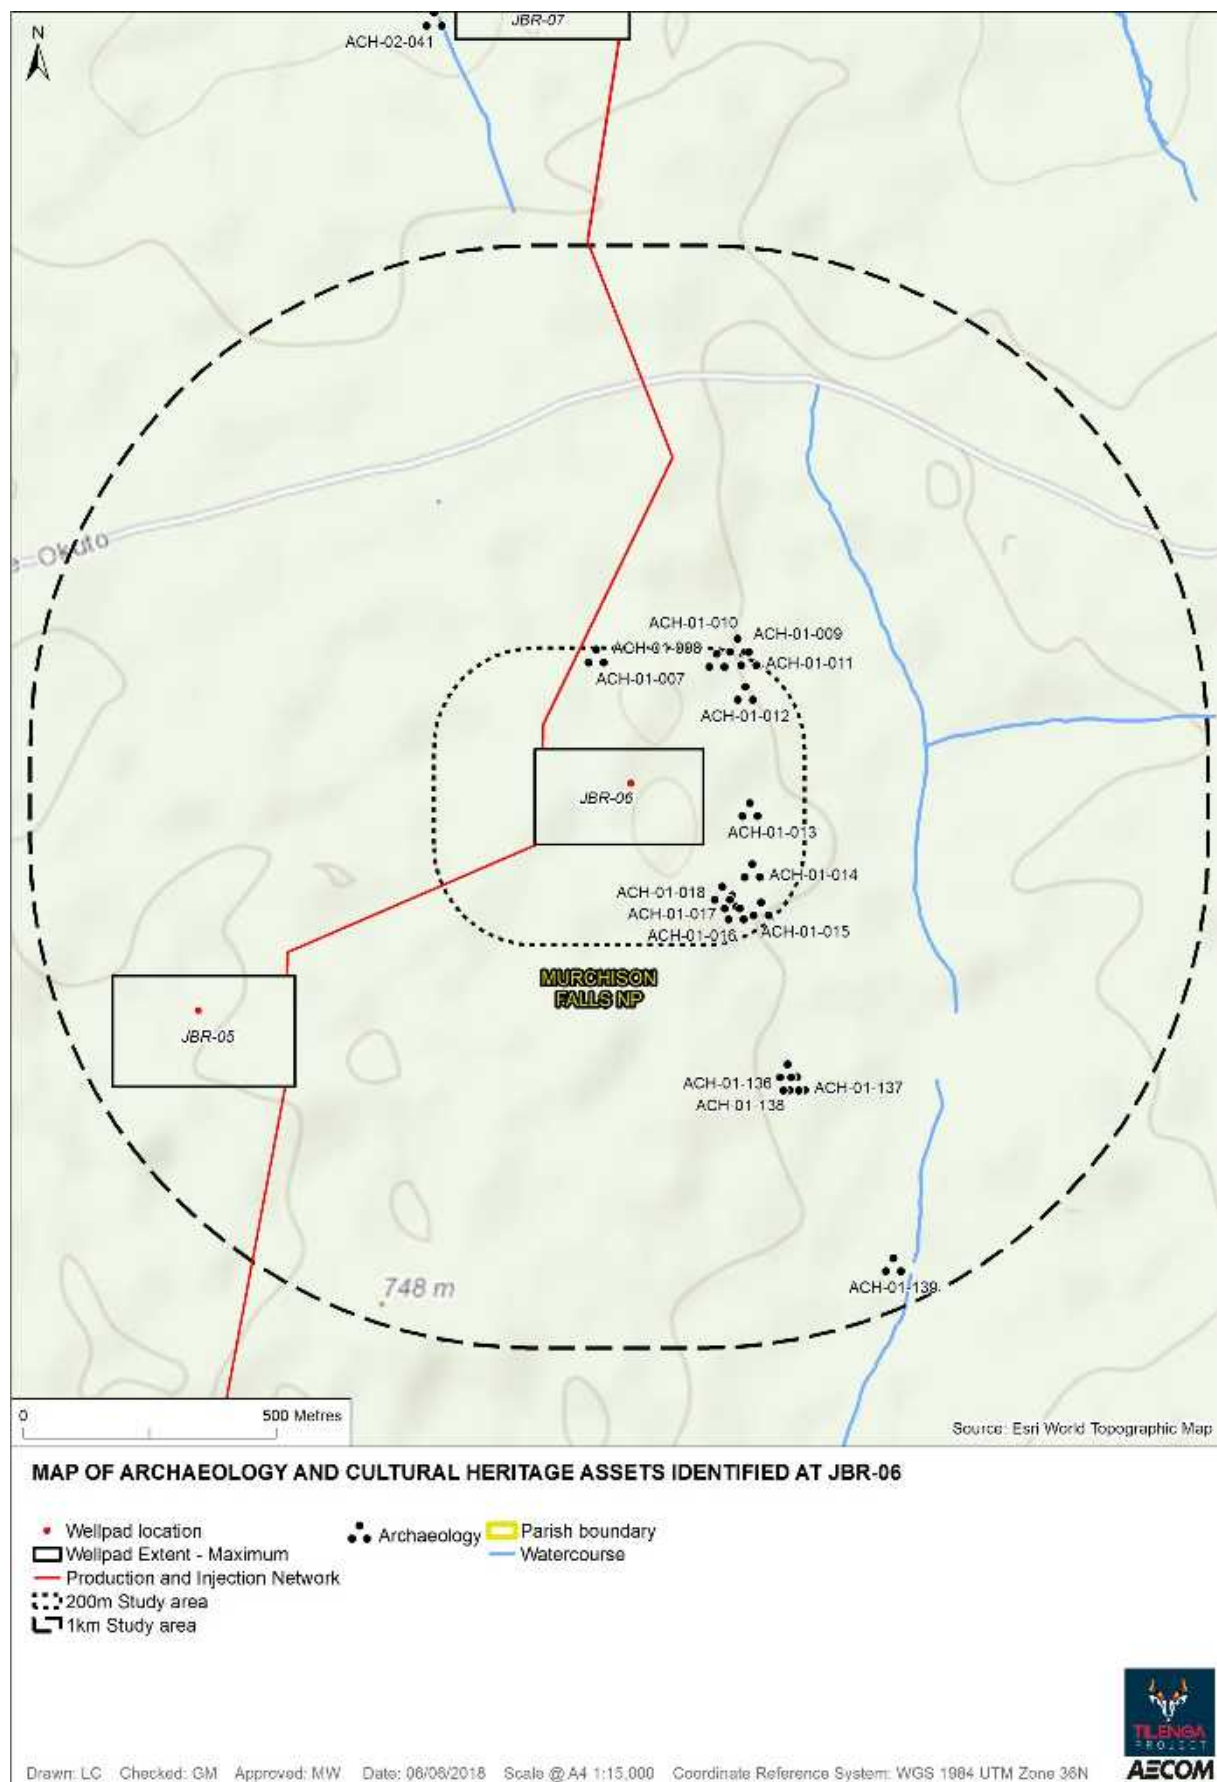 JBR-07
N
ACH-02-041
e Okuto
ACH-01-010
ACH-01-009
ACH-01-011
ACH-01-007
ACH-01-012
JBR-06
ACH-01-013
ACH-01-014
ACH-01-018
ACH-01-017
ACH-01-016
ACH-01-015
MURCHISON
FALLS NP
JBR-05
ACH-01-136
ACH-01-137
ACH-01-138
ACH-01-139
748 m
0
500 Metres
Source: Esri World Topographic Map
MAP OF ARCHAEOLOGY AND CULTURAL HERITAGE ASSETS IDENTIFIED AT JBR-06
Wellpad location
Archaeology
Parish boundary
Wellpad Extent - Maximum
Watercourse
Production and Injection Network
200m Study area
1km Study area
TILENGA
PROJECT
AECOM
Drawn: LC Checked: GM Approved: MW Date: 06/06/2018 Scale @ A4 1:15,000 Coordinate Reference System: WGS 1984 UTM Zone 36N